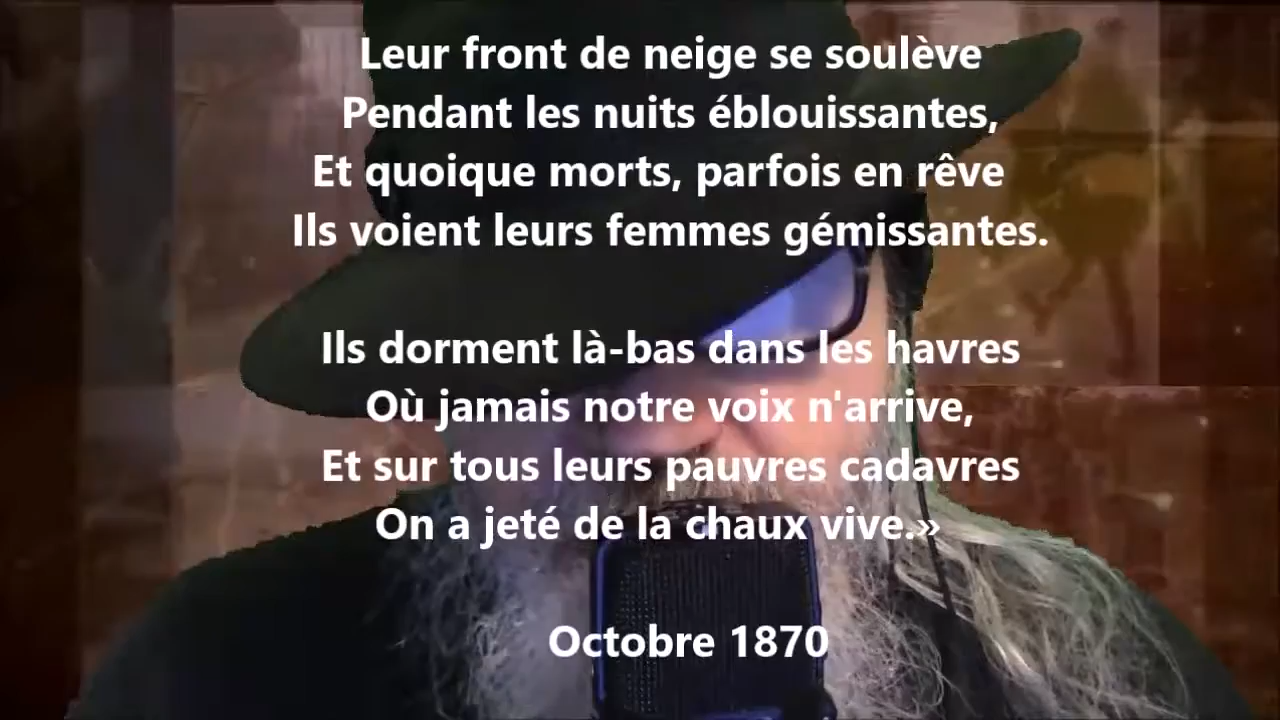 Leur front de neige se soulève
Pendant les nuits éblouissantes,
Et quoique morts, parfois en rêve
Ils voient leurs femmes gémissantes.
Ils dorment là-bas dans les havres
Où jamais notre voix n'arrive,
Et sur tous leurs pauvres cadavres
On a jeté de la chaux vive.»
Octobre 1870